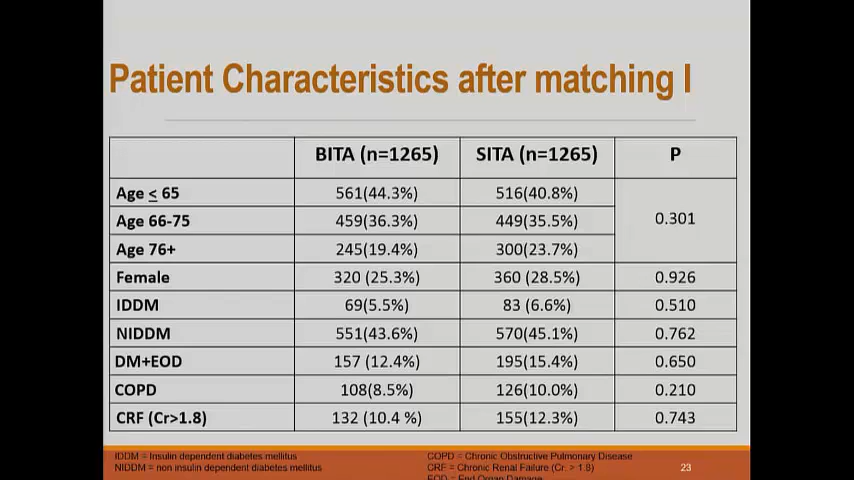 Patient Characteristics after matching I
BITA (n=1265) SITA (n=1265) P
Age ≤ 65 561(44.3%) 516(40.8%) 0.301
Age 66-75 459(36.3%) 449(35.5%)
Age 76+ 245(19.4%) 300(23.7%)
Female 320 (25.3%) 360 (28.5%) 0.926
IDDM 69(5.5%) 83 (6.6%) 0.510
NIDDM 551(43.6%) 570(45.1%) 0.762
DM+EOD 157 (12.4%) 195(15.4%) 0.650
COPD 108(8.5%) 126(10.0%) 0.210
CRF (Cr>1.8) 132 (10.4 %) 155(12.3%) 0.743
IDDM = Insulin dependent diabetes mellitus COPD = Chronic Obstructive Pulmonary Disease
NIDDM = non insulin dependent diabetes mellitus CRF = Chronic Renal Failure (Cr. > 1.8) 23
EOD = End Organ Damage